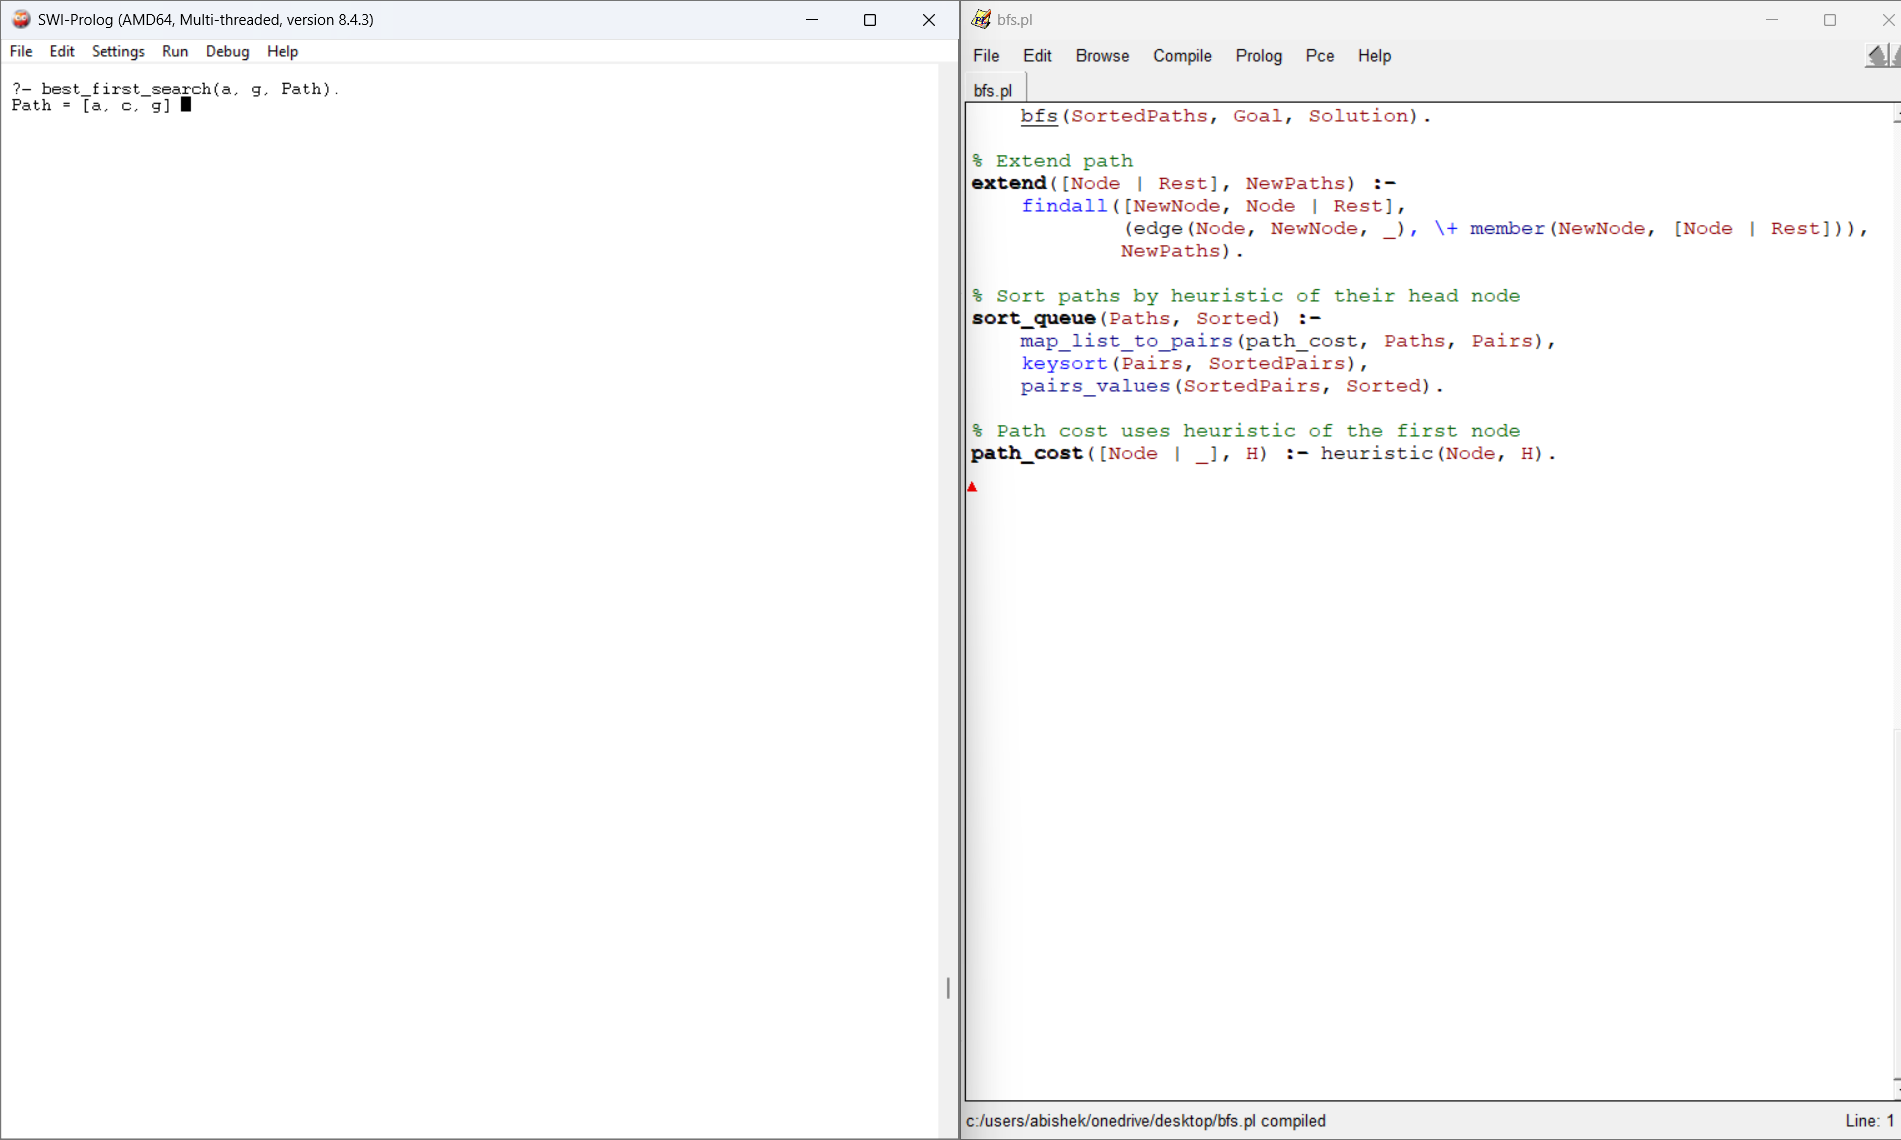 SWI-Prolog (AMD64, Multi-threaded, version 8.4.3)
File Edit Settings Run Debug Help
?- best_first_search(a, g, Path).
Path = [a, c, g]
bfs.pl
File Edit Browse Compile Prolog Pce Help
bfs.pl
    bfs(SortedPaths, Goal, Solution).
% Extend path
extend([Node | Rest], NewPaths) :-
    findall([NewNode, Node | Rest],
            (edge(Node, NewNode, _), \+ member(NewNode, [Node | Rest])),
            NewPaths).
% Sort paths by heuristic of their head node
sort_queue(Paths, Sorted) :-
    map_list_to_pairs(path_cost, Paths, Pairs),
    keysort(Pairs, SortedPairs),
    pairs_values(SortedPairs, Sorted).
% Path cost uses heuristic of the first node
path_cost([Node | _], H) :- heuristic(Node, H).
c:/users/abishek/onedrive/desktop/bfs.pl compiled
Line: 1